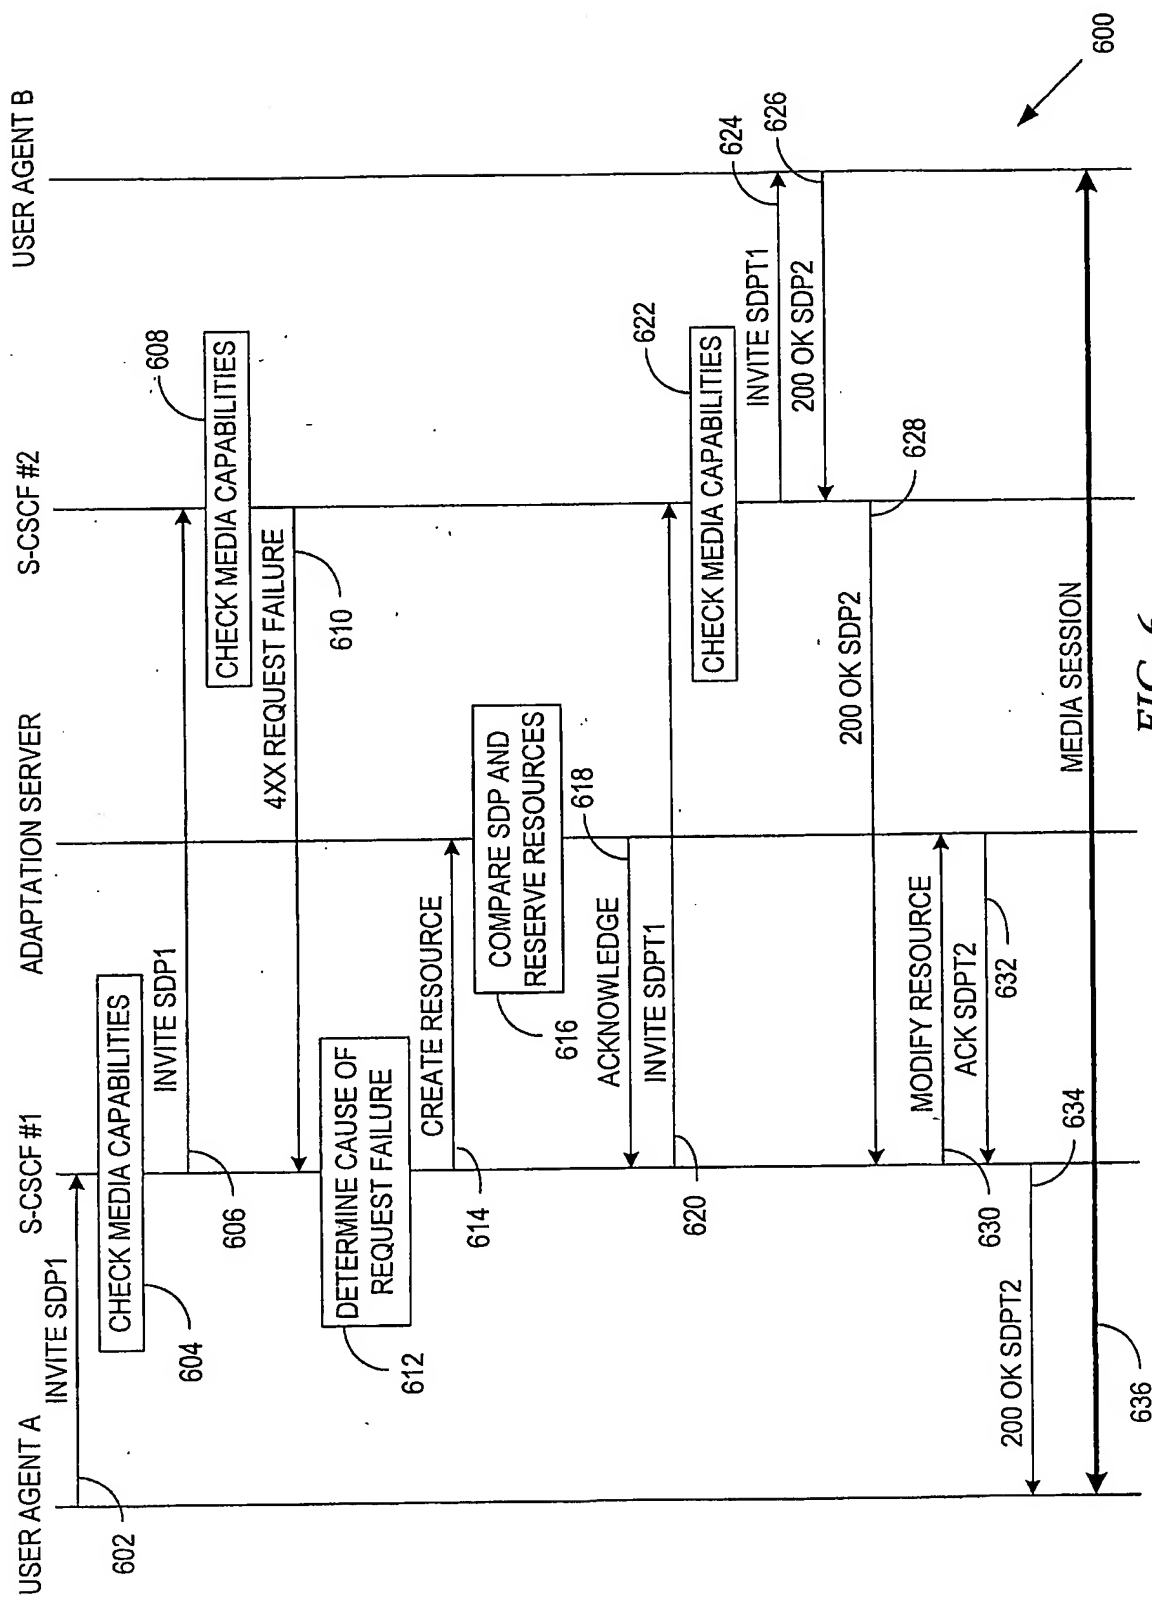 USER AGENT A
S-CSCF #1
ADAPTATION SERVER
S-CSCF #2
USER AGENT B
INVITE SDP1
602
CHECK MEDIA CAPABILITIES
604
INVITE SDP1
606
CHECK MEDIA CAPABILITIES
608
4XX REQUEST FAILURE
610
DETERMINE CAUSE OF
REQUEST FAILURE
612
CREATE RESOURCE
614
COMPARE SDP AND
RESERVE RESOURCES
616
ACKNOWLEDGE
618
INVITE SDPT1
620
CHECK MEDIA CAPABILITIES
622
INVITE SDPT1
624
200 OK SDP2
626
200 OK SDP2
628
MODIFY RESOURCE
630
ACK SDPT2
632
200 OK SDPT2
634
MEDIA SESSION
636
600
FIG. 6